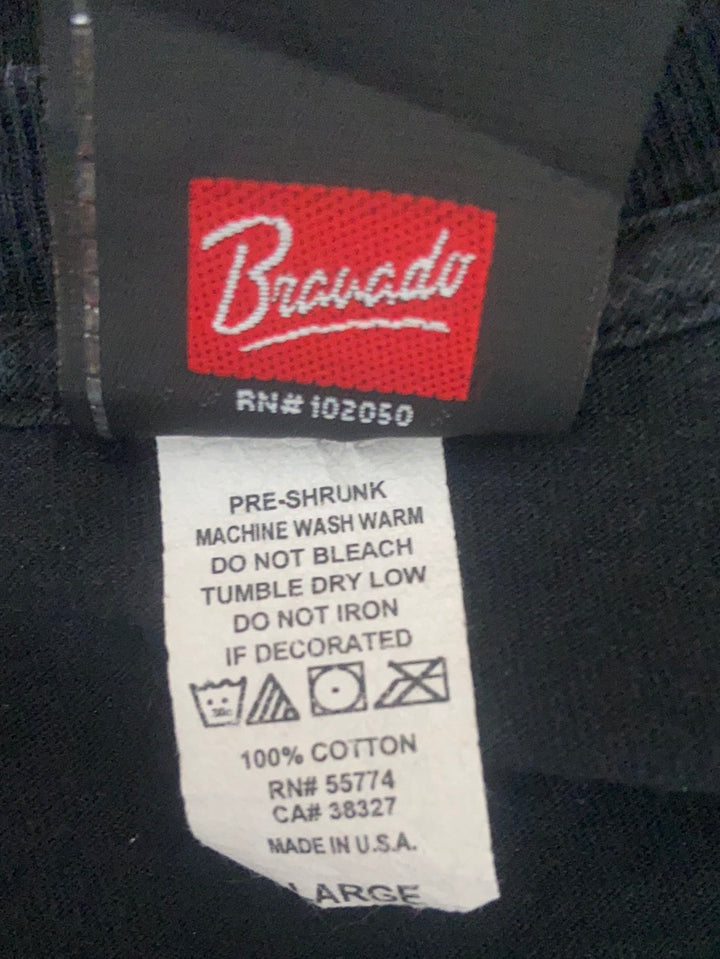 Bravado
RN# 102050
PRE-SHRUNK
MACHINE WASH WARM
DO NOT BLEACH
TUMBLE DRY LOW
DO NOT IRON
IF DECORATED
100% COTTON
RN# 55774
CA# 38327
MADE IN U.S.A.
LARGE